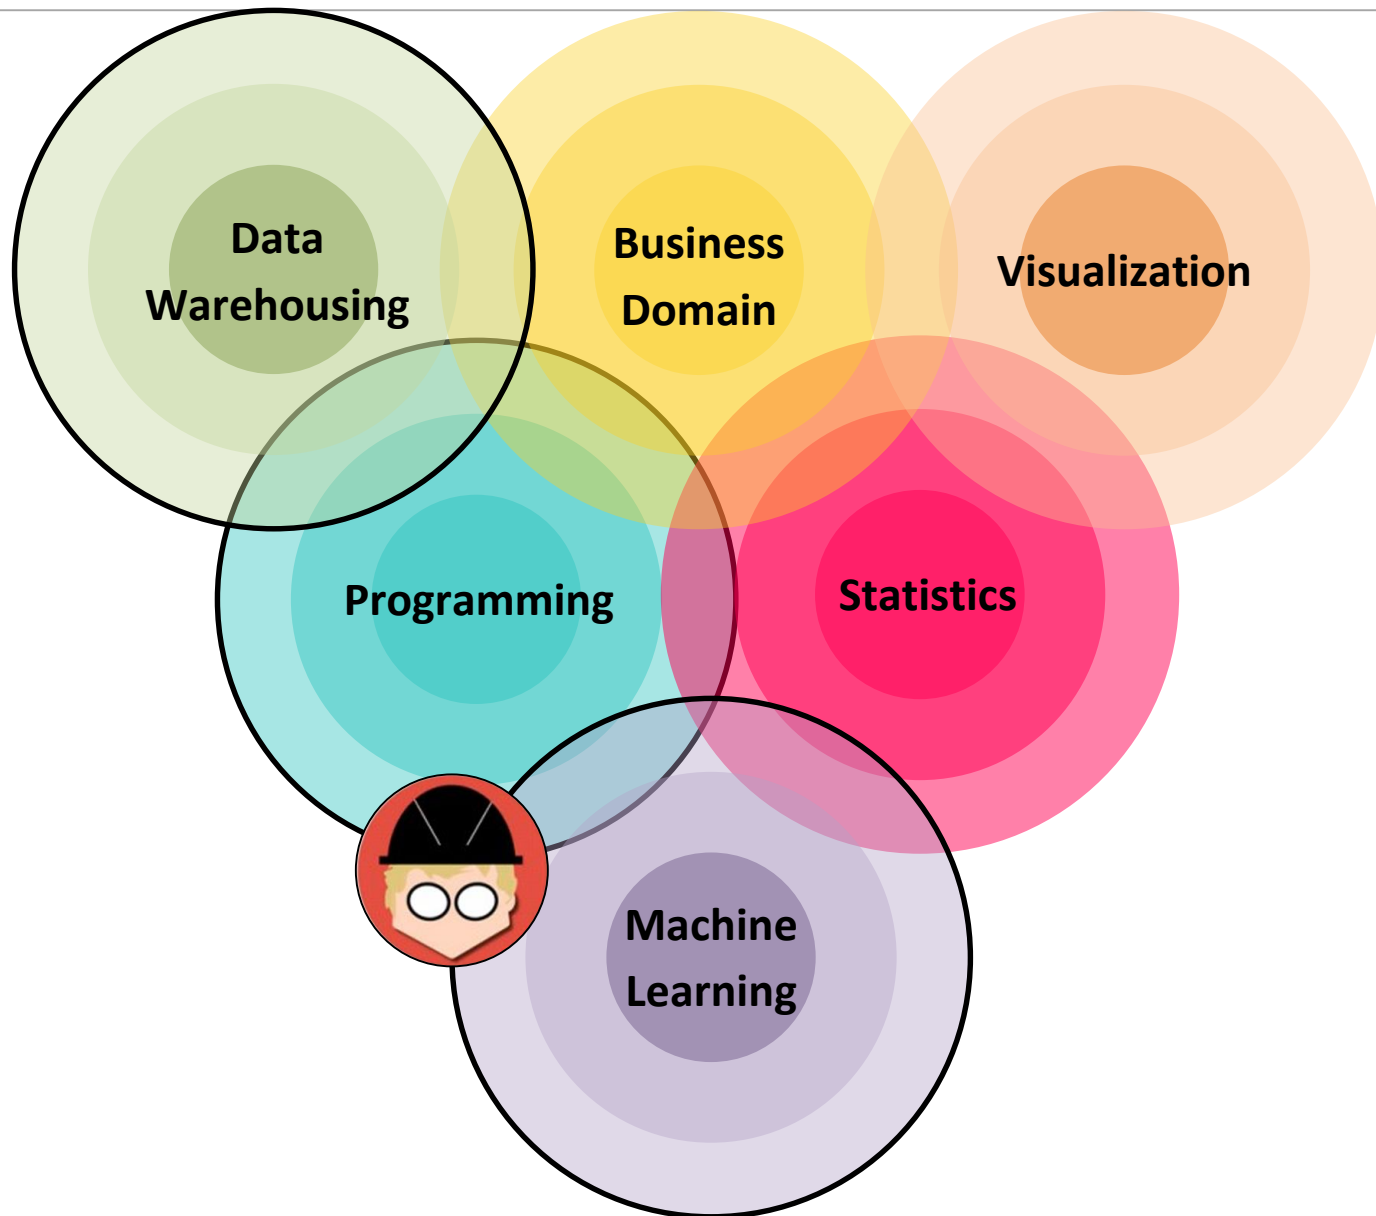 Data
Warehousing
Business
Domain
Visualization
Programming
Statistics
Machine
Learning